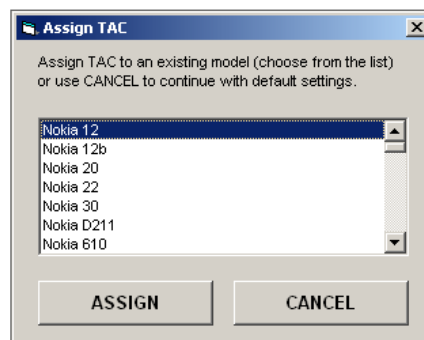 Assign TAC
Assign TAC to an existing model (choose from the list)
or use CANCEL to continue with default settings.
Nokia 12
Nokia 12b
Nokia 20
Nokia 22
Nokia 30
Nokia D211
Nokia 610
ASSIGN
CANCEL